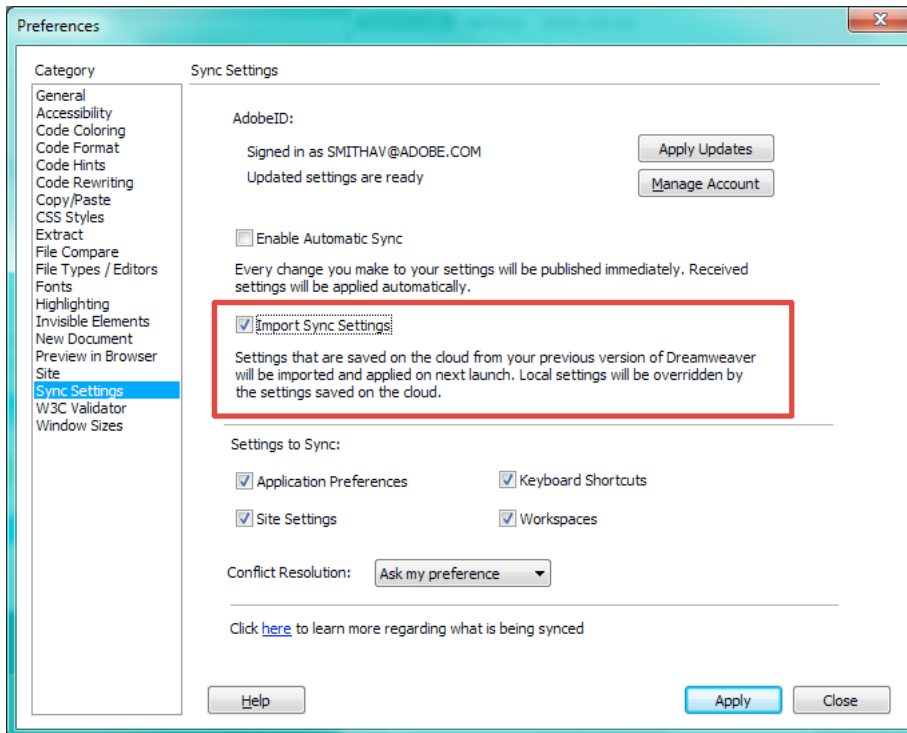 Preferences
Category
General
Accessibility
Code Coloring
Code Format
Code Hints
Code Rewriting
Copy/Paste
CSS Styles
Extract
File Compare
File Types / Editors
Fonts
Highlighting
Invisible Elements
New Document
Preview in Browser
Site
Sync Settings
W3C Validator
Window Sizes
Sync Settings
AdobeID:
Signed in as SMITHAV@ADOBE.COM
Apply Updates
Updated settings are ready
Manage Account
Enable Automatic Sync
Every change you make to your settings will be published immediately. Received
settings will be applied automatically.
Import Sync Settings
Settings that are saved on the cloud from your previous version of Dreamweaver
will be imported and applied on next launch. Local settings will be overridden by
the settings saved on the cloud.
Settings to Sync:
Application Preferences
Keyboard Shortcuts
Site Settings
Workspaces
Conflict Resolution:
Ask my preference
Click here to learn more regarding what is being synced
Help
Apply
Close